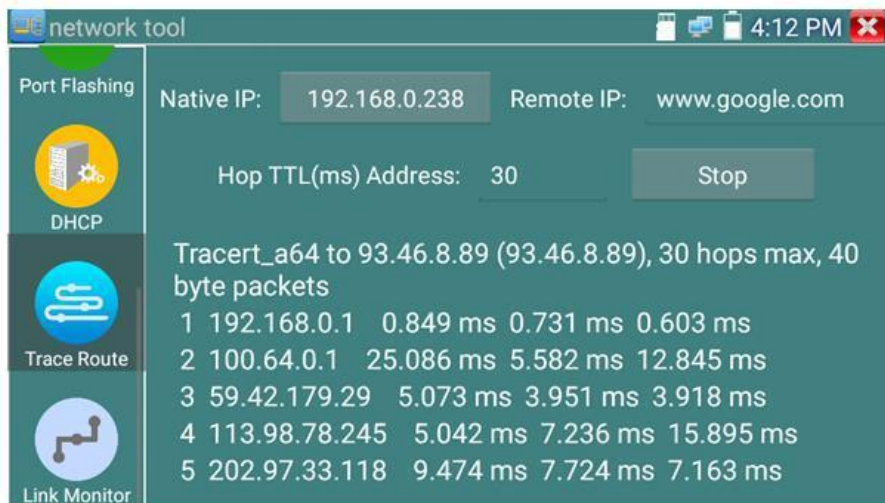 network tool
4:12 PM
Port Flashing
DHCP
Trace Route
Link Monitor
Native IP: 192.168.0.238 Remote IP: www.google.com
Hop TTL(ms) Address: 30 Stop
Tracert_a64 to 93.46.8.89 (93.46.8.89), 30 hops max, 40
byte packets
1 192.168.0.1 0.849 ms 0.731 ms 0.603 ms
2 100.64.0.1 25.086 ms 5.582 ms 12.845 ms
3 59.42.179.29 5.073 ms 3.951 ms 3.918 ms
4 113.98.78.245 5.042 ms 7.236 ms 15.895 ms
5 202.97.33.118 9.474 ms 7.724 ms 7.163 ms